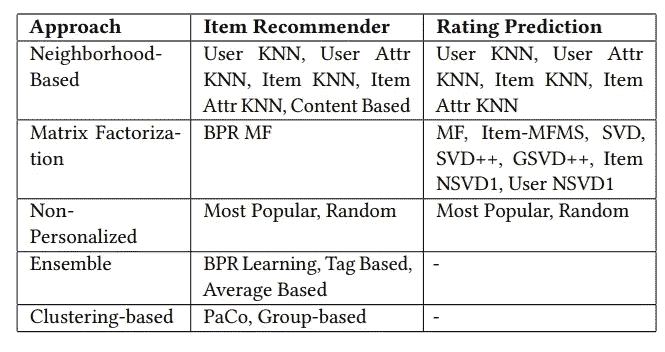 Approach Item Recommender Rating Prediction
Neighborhood- User KNN, User Attr User KNN, User Attr
Based KNN, Item KNN, Item KNN, Item KNN, Item
Attr KNN, Content Based Attr KNN
Matrix Factoriza- BPR MF MF, Item-MFMS, SVD,
tion SVD++, GSVD++, Item
NSVD1, User NSVD1
Non- Most Popular, Random Most Popular, Random
Personalized
Ensemble BPR Learning, Tag Based, -
Average Based
Clustering-based PaCo, Group-based -